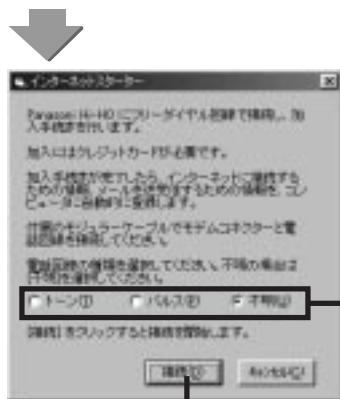 インターネットスターター
Panasonic Hi-HO にフリーダイヤル回線で接続し、加
入手続きを行います。
加入にはクレジットカードが必要です。
加入手続きが完了したら、インターネットに接続する
ための情報、メールを送受信するための情報を、コン
ピュータに自動的に登録します。
付属のモジュラーケーブルでモデムコネクターと電
話回線を接続してください。
電話回線の種類を選択してください。不明の場合は
[不明]を選択してください。
トーン(T) パルス(P) 不明(U)
[接続] をクリックすると接続を開始します。
接続(C) キャンセル(C)